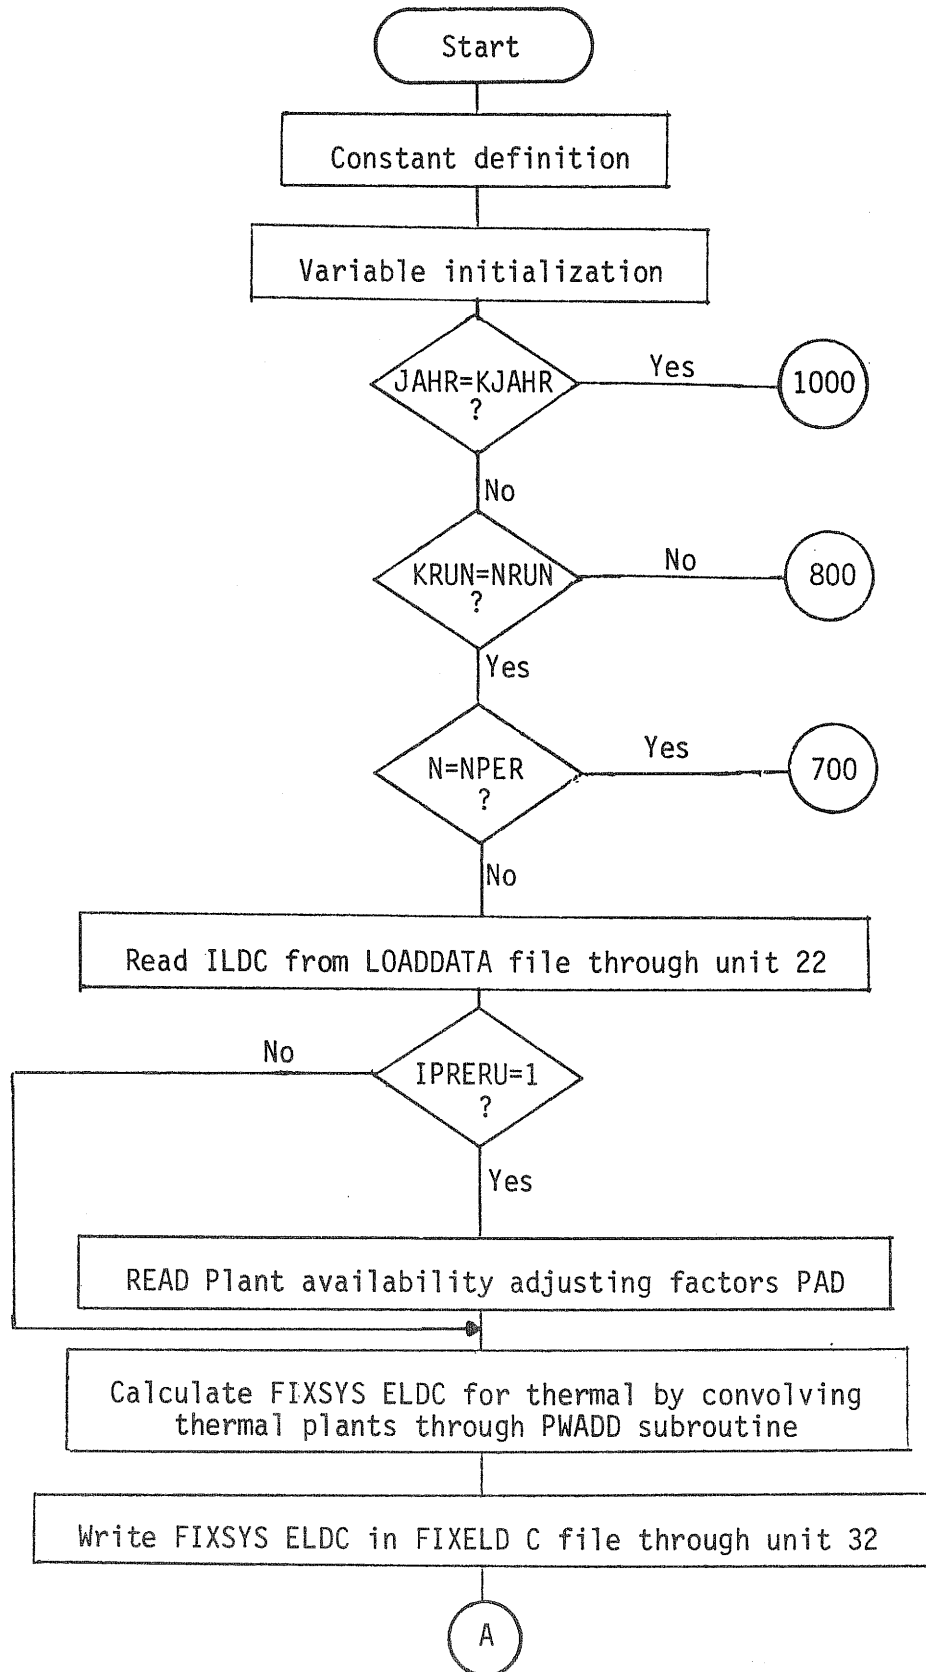 Start
Constant definition
Variable initialization
JAHR=KJAHR
?
Yes
1000
No
KRUN=NRUN
?
No
800
Yes
N=NPER
?
Yes
700
No
Read ILDC from LOADDATA file through unit 22
No
IPRERU=1
?
Yes
READ Plant availability adjusting factors PAD
Calculate FIXSYS ELDC for thermal by convolving
thermal plants through PWADD subroutine
Write FIXSYS ELDC in FIXELD C file through unit 32
A